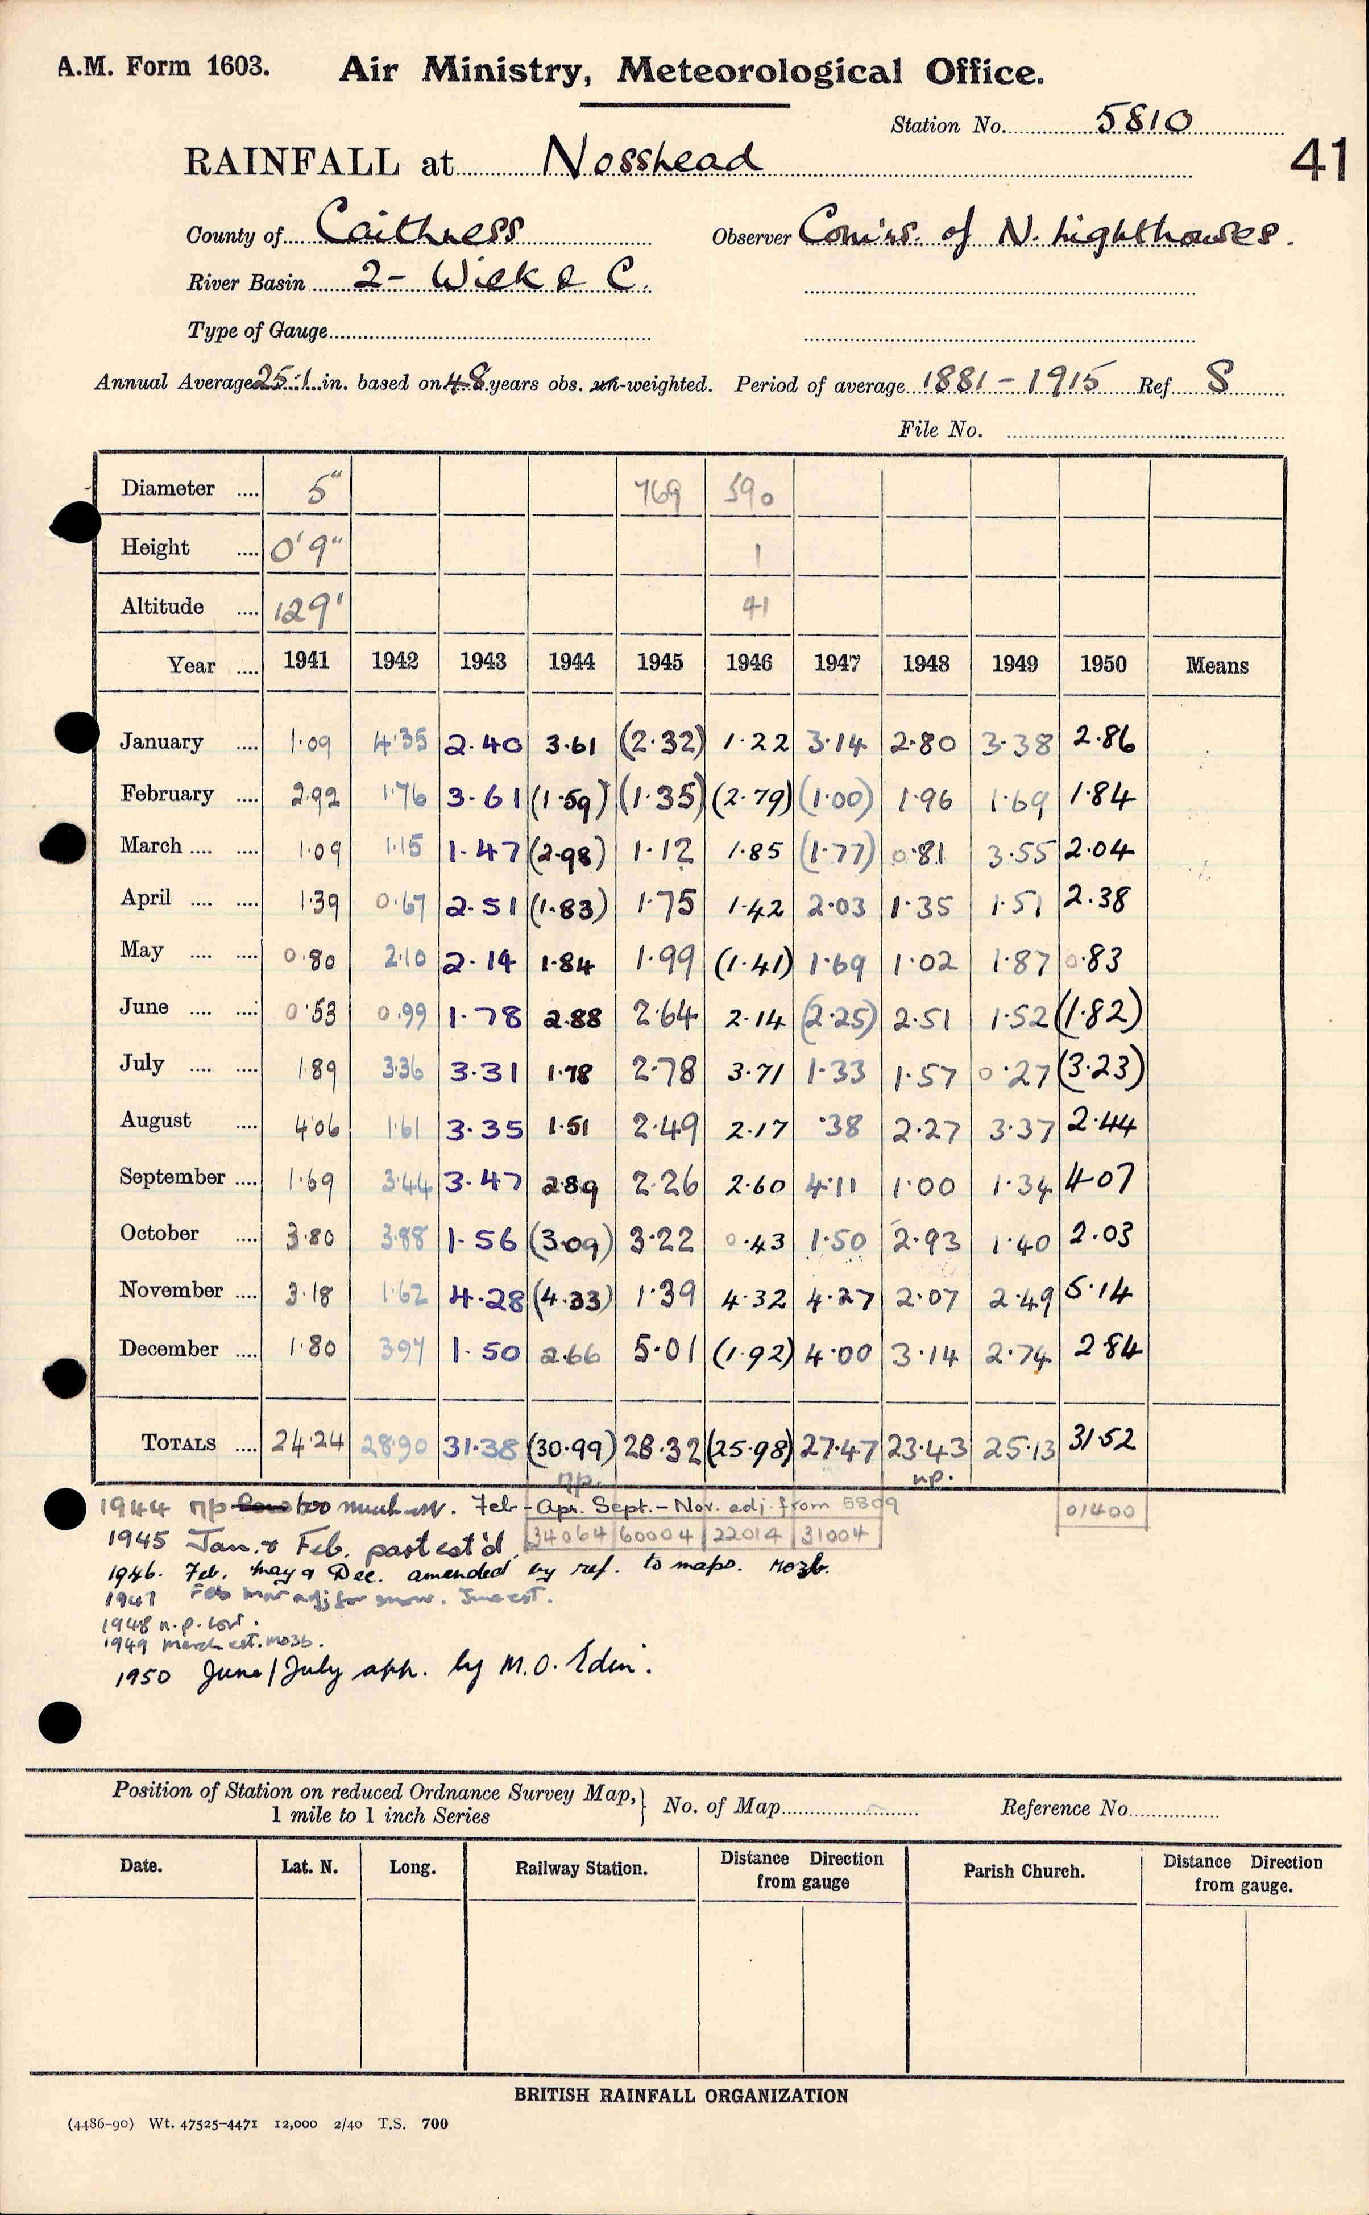 A.M. Form 1603. Air Ministry, Meteorological Office.
Station No. 5810
41
RAINFALL at Nosshead
County of Caithness Observer Com'rs. of N. Lighthouses.
River Basin 2- Wick & C.
Type of Gauge
Annual Average 25.1 in. based on 48 years obs. un-weighted. Period of average 1881-1915 Ref. S
File No.
Diameter .... 5" 769 590
Height .... 0'9" 1
Altitude .... 129' 41
Year .... 1941 1942 1943 1944 1945 1946 1947 1948 1949 1950 Means
January .... 1.09 4.35 2.40 3.61 (2.32) 1.22 3.14 2.80 3.38 2.86
February .... 2.92 1.76 3.61 (1.59) (1.35) (2.79) (1.00) 1.96 1.69 1.84
March .... .... 1.09 1.15 1.47 (2.98) 1.12 1.85 (1.77) 0.81 3.55 2.04
April .... .... 1.39 0.67 2.51 (1.83) 1.75 1.42 2.03 1.35 1.51 2.38
May .... .... 0.80 2.10 2.14 1.84 1.99 (1.41) 1.69 1.02 1.87 0.83
June .... .... 0.53 0.99 1.78 2.88 2.64 2.14 (2.25) 2.51 1.52 (1.82)
July .... .... 1.89 3.36 3.31 1.78 2.78 3.71 1.33 1.57 0.27 (3.23)
August .... 4.06 1.61 3.35 1.51 2.49 2.17 .38 2.27 3.37 2.44
September .... 1.69 3.44 3.47 2.89 2.26 2.60 4.11 1.00 1.34 4.07
October .... 3.80 3.88 1.56 (3.09) 3.22 0.43 1.50 2.93 1.40 2.03
November .... 3.18 1.62 4.28 (4.33) 1.39 4.32 4.27 2.07 2.49 5.14
December .... 1.80 3.97 1.50 2.66 5.01 (1.92) 4.00 3.14 2.74 2.84
TOTALS .... 24.24 28.90 31.38 (30.99) 28.32 (25.98) 27.47 23.43 25.13 31.52
np. np.
1944 np too much. Feb - Apr. Sept. - Nov. adj. from 5809 01400
34064 60004 22014 31004
1945 Jan. & Feb. part est'd.
1946. Feb. May & Dec. amended by ref. to maps. MO3b.
1947 Feb Mar adj for snow. June est.
1948 n.p. low.
1949 March est. MO3b.
1950 June/July app. by M.O. Edin.
Position of Station on reduced Ordnance Survey Map, } No. of Map Reference No.
1 mile to 1 inch Series
Date. Lat. N. Long. Railway Station. Distance Direction from gauge Parish Church. Distance Direction from gauge.
BRITISH RAINFALL ORGANIZATION
(4486-90) Wt. 47525-4471 12,000 2/40 T.S. 700